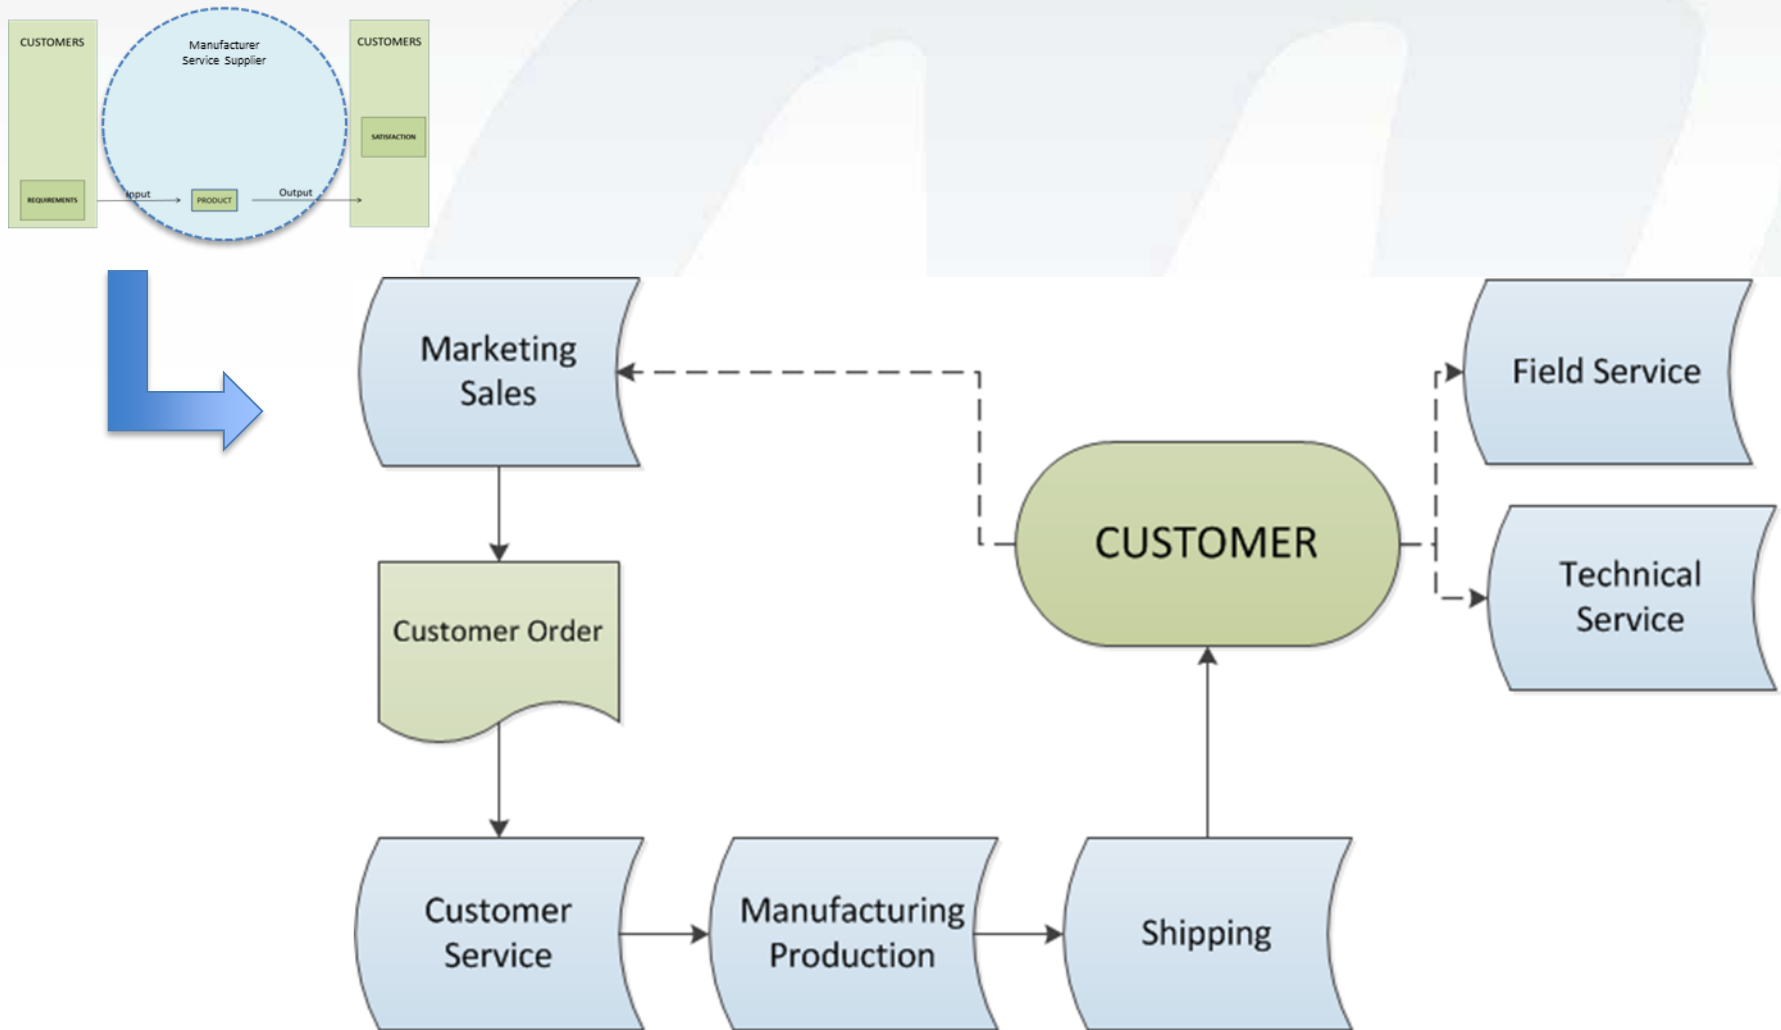 CUSTOMERS
Manufacturer
Service Supplier
CUSTOMERS
SATISFACTION
REQUIREMENTS
Input
PRODUCT
Output
Marketing
Sales
Field Service
CUSTOMER
Technical
Service
Customer Order
Customer
Service
Manufacturing
Production
Shipping